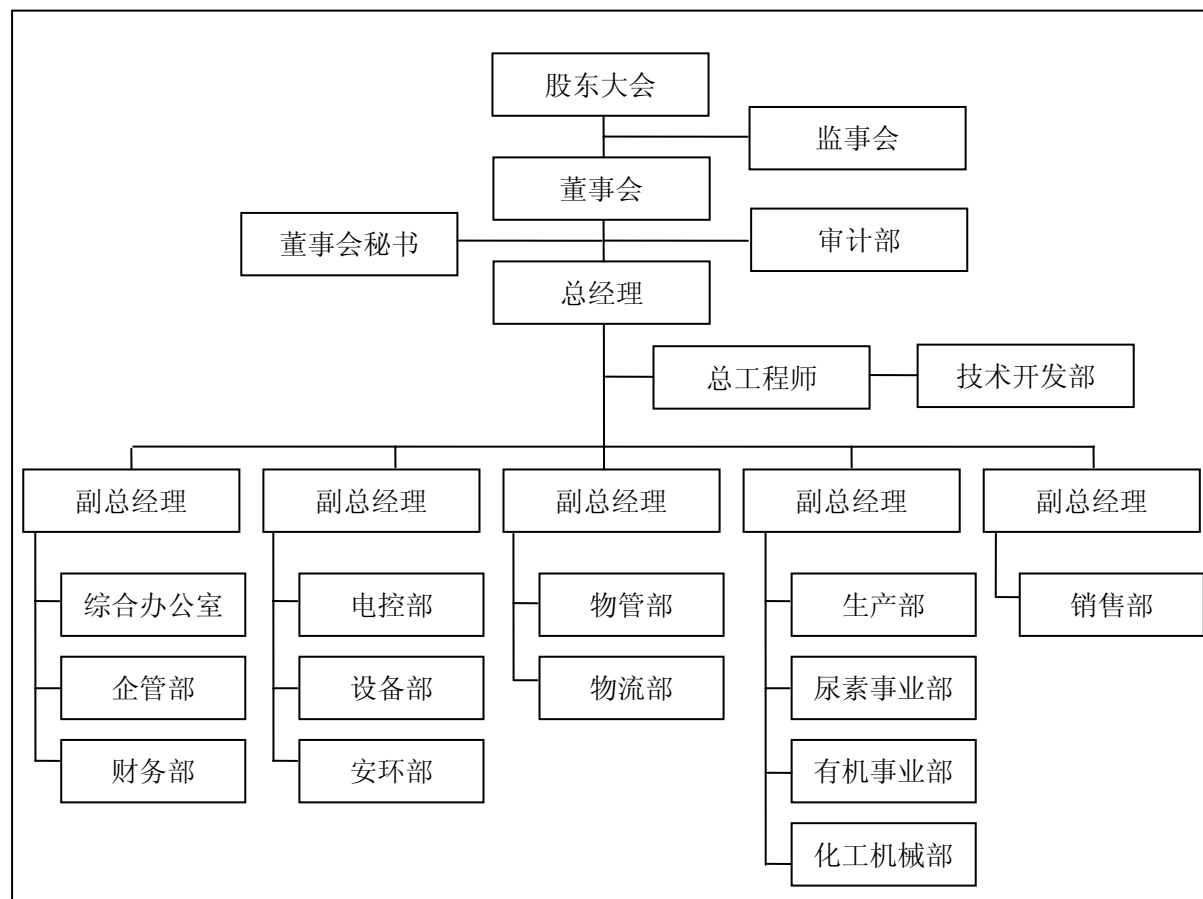 股东大会
监事会
董事会
董事会秘书
审计部
总经理
总工程师
技术开发部
副总经理
副总经理
副总经理
副总经理
副总经理
综合办公室
电控部
物管部
生产部
销售部
企管部
设备部
物流部
尿素事业部
财务部
安环部
有机事业部
化工机械部